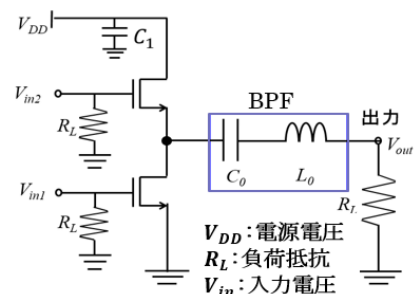 V_DD
C_1
V_in2
R_L
BPF
出力
V_out
C_0
L_0
V_in1
R_L
R_L
V_DD:電源電圧
R_L:負荷抵抗
V_in:入力電圧